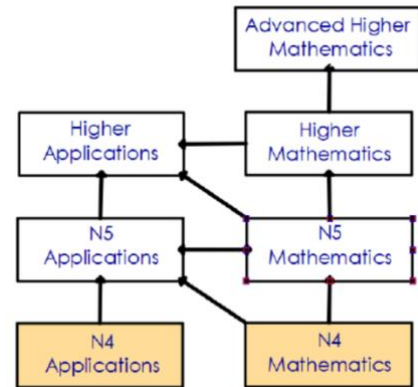 Advanced Higher
Mathematics
Higher
Applications
Higher
Mathematics
N5
Applications
N5
Mathematics
N4
Applications
N4
Mathematics